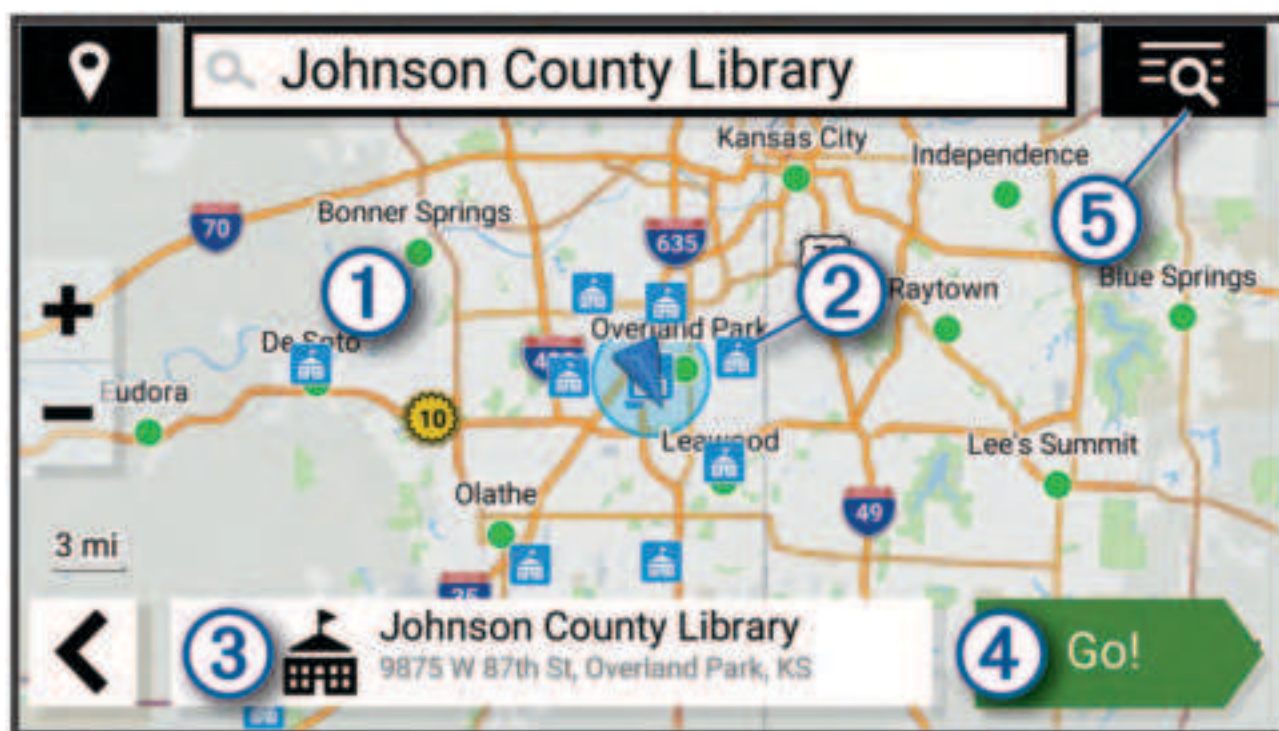 Johnson County Library
Kansas City
Independence
5
70
Bonner Springs
635
1
2
Raytown
Blue Springs
+
Overland Park
De Soto
Eudora
10
Leawood
Lee's Summit
Olathe
49
3 mi
35
3
Johnson County Library
9875 W 87th St, Overland Park, KS
4
Go!